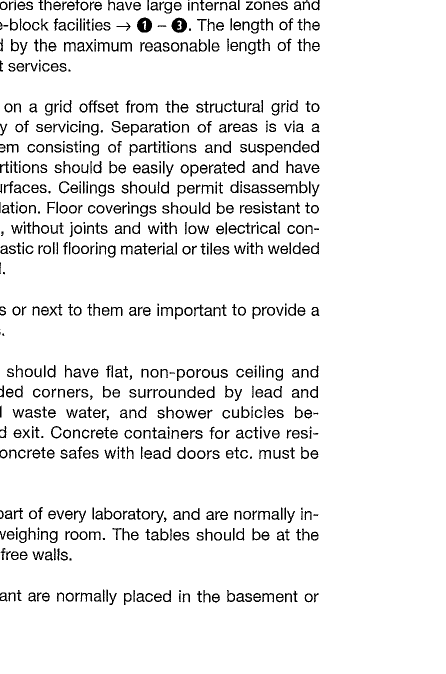 ories therefore have large internal zones and
e-block facilities → ❶ – ❸. The length of the
d by the maximum reasonable length of the
t services.
on a grid offset from the structural grid to
y of servicing. Separation of areas is via a
em consisting of partitions and suspended
rtitions should be easily operated and have
urfaces. Ceilings should permit disassembly
lation. Floor coverings should be resistant to
, without joints and with low electrical con-
astic roll flooring material or tiles with welded
l.
s or next to them are important to provide a
s.
should have flat, non-porous ceiling and
ded corners, be surrounded by lead and
l waste water, and shower cubicles be-
d exit. Concrete containers for active resi-
oncrete safes with lead doors etc. must be
part of every laboratory, and are normally in-
weighing room. The tables should be at the
free walls.
ant are normally placed in the basement or